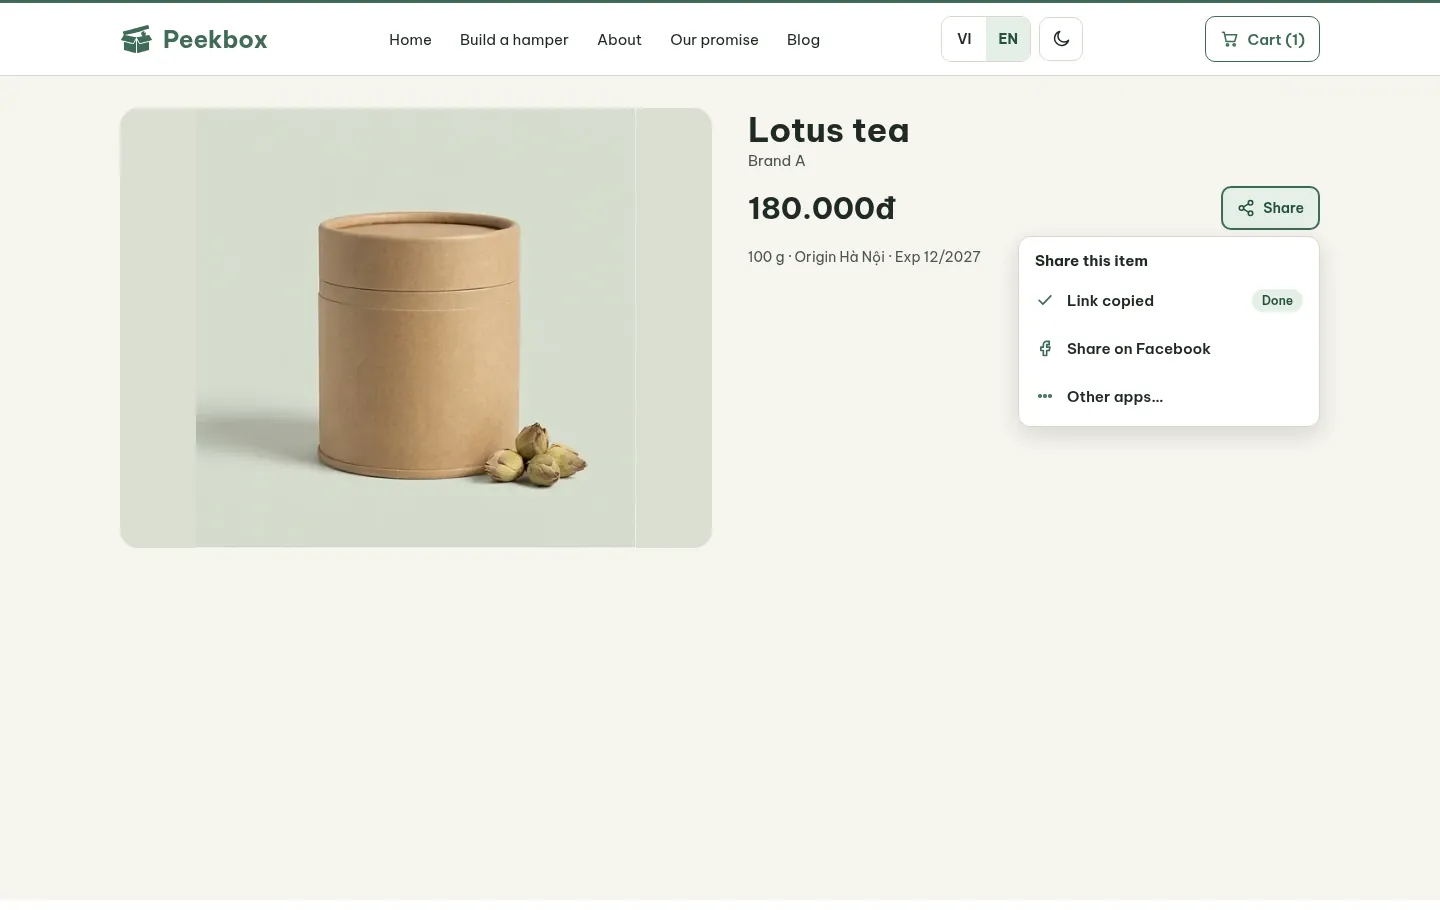 Peekbox
Home
Build a hamper
About
Our promise
Blog
VI
EN
Cart (1)
Lotus tea
Brand A
180.000đ
Share
100 g · Origin Hà Nội · Exp 12/2027
Share this item
Link copied
Done
Share on Facebook
Other apps...